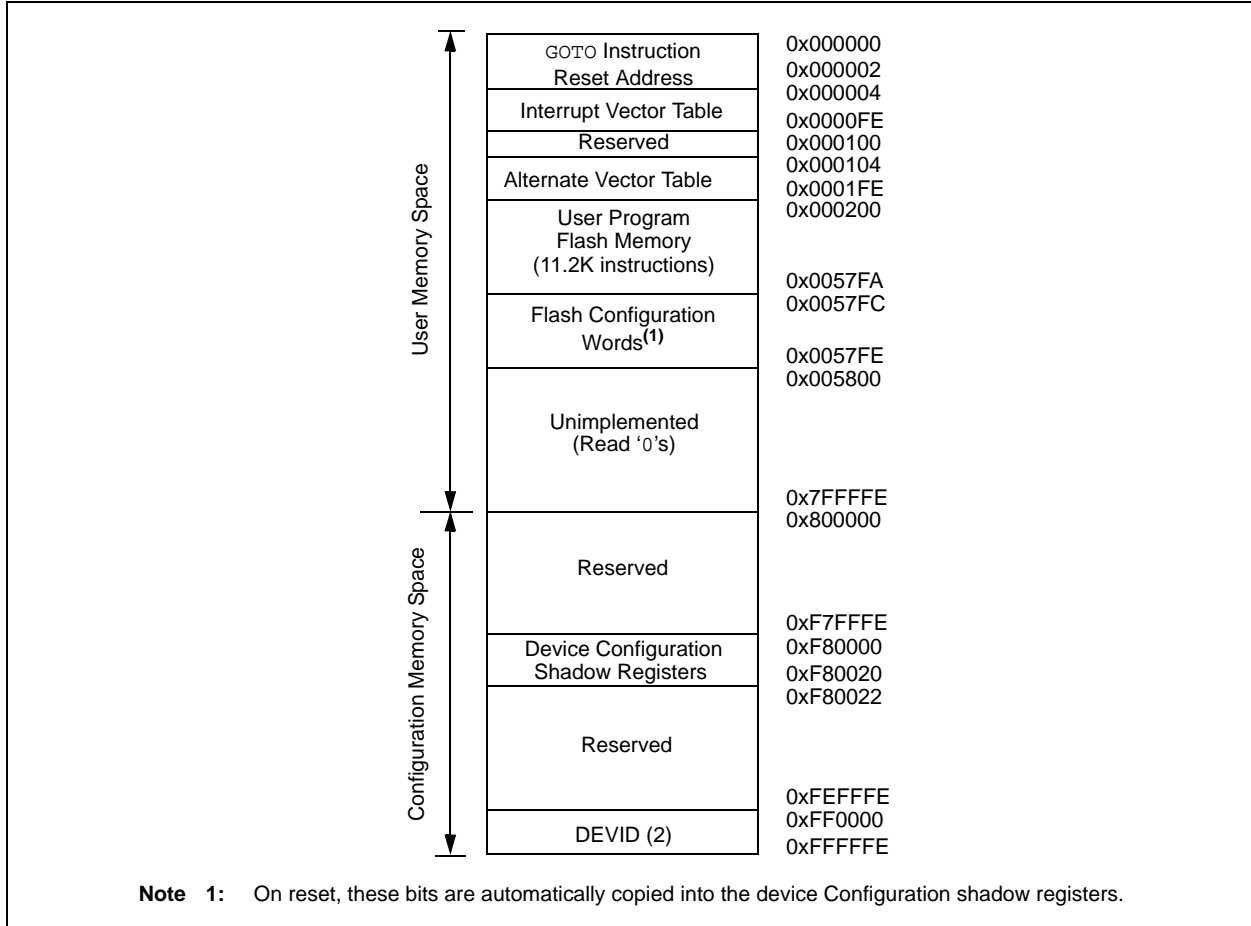 GOTO Instruction
Reset Address
0x000000
0x000002
Interrupt Vector Table
0x000004
0x0000FE
Reserved
0x000100
Alternate Vector Table
0x000104
0x0001FE
User Program
Flash Memory
(11.2K instructions)
0x000200
0x0057FA
Flash Configuration
Words(1)
0x0057FC
0x0057FE
Unimplemented
(Read ‘0’s)
0x005800
0x7FFFFE
User Memory Space
Reserved
0x800000
0xF7FFFE
Device Configuration
Shadow Registers
0xF80000
0xF80020
Reserved
0xF80022
0xFEFFFE
DEVID (2)
0xFF0000
0xFFFFFE
Configuration Memory Space
Note 1: On reset, these bits are automatically copied into the device Configuration shadow registers.